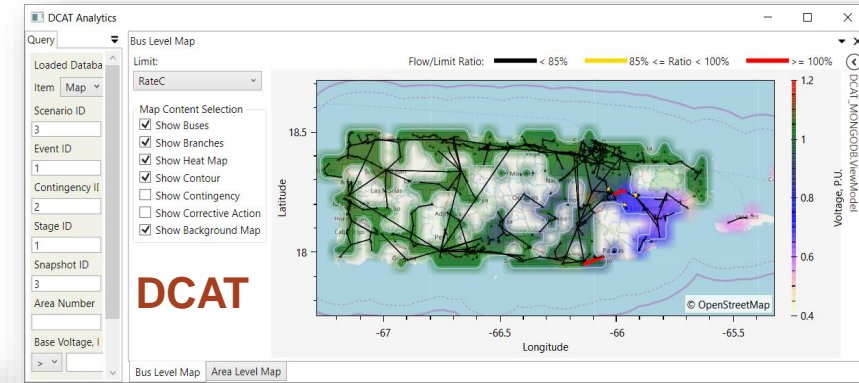 DCAT Analytics
Query
Loaded Databa
Item Map
Scenario ID
3
Event ID
1
Contingency II
2
Stage ID
1
Snapshot ID
3
Area Number
Base Voltage, I
>
Bus Level Map
Limit:
RateC
Map Content Selection
Show Buses
Show Branches
Show Heat Map
Show Contour
Show Contingency
Show Corrective Action
Show Background Map
DCAT
Flow/Limit Ratio: < 85% 85% <= Ratio < 100% >= 100%
Latitude
18.5
18
-67 -66.5 -66 -65.5
Longitude
© OpenStreetMap
1.2
1
0.8
0.6
0.4
Voltage, P.U.
DCAT_MONGODB.ViewModel
Bus Level Map Area Level Map